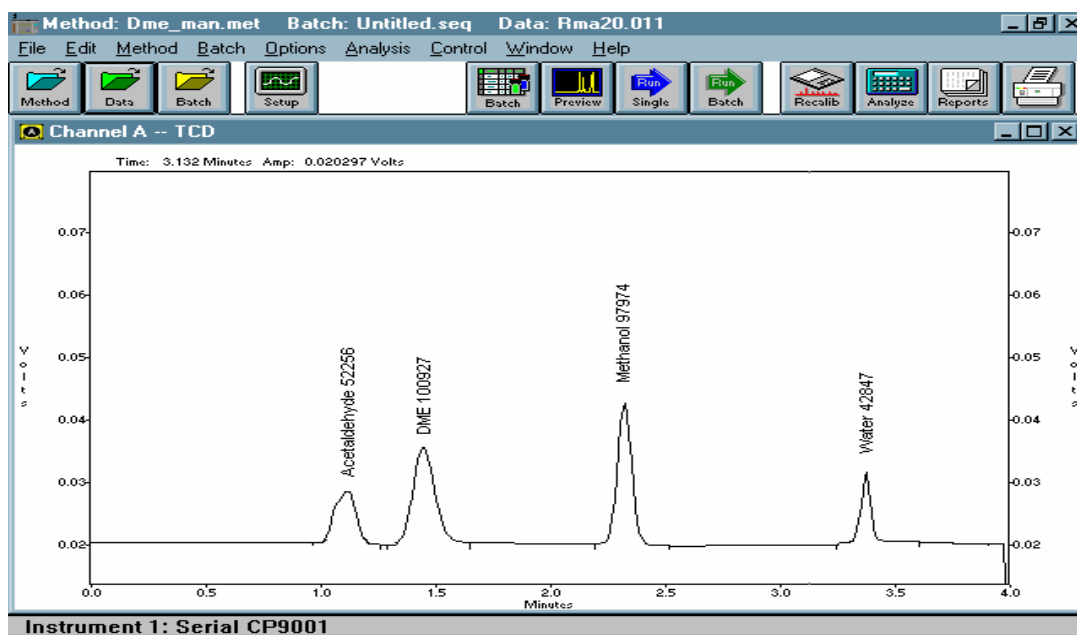 Method: Dme_man.met Batch: Untitled.seq Data: Rma20.011
File Edit Method Batch Options Analysis Control Window Help
Method Data Batch Setup Batch Preview Run Single Run Batch Recalib Analyze Reports
Channel A -- TCD
Time: 3.132 Minutes Amp: 0.020297 Volts
0.07 0.07
0.06 0.06
0.05 0.05
0.04 0.04
0.03 0.03
0.02 0.02
Volts
Volts
Acetaldehyde 52256
DME 100927
Methanol 97974
Water 42847
0.0 0.5 1.0 1.5 2.0 2.5 3.0 3.5 4.0
Minutes
Instrument 1: Serial CP9001